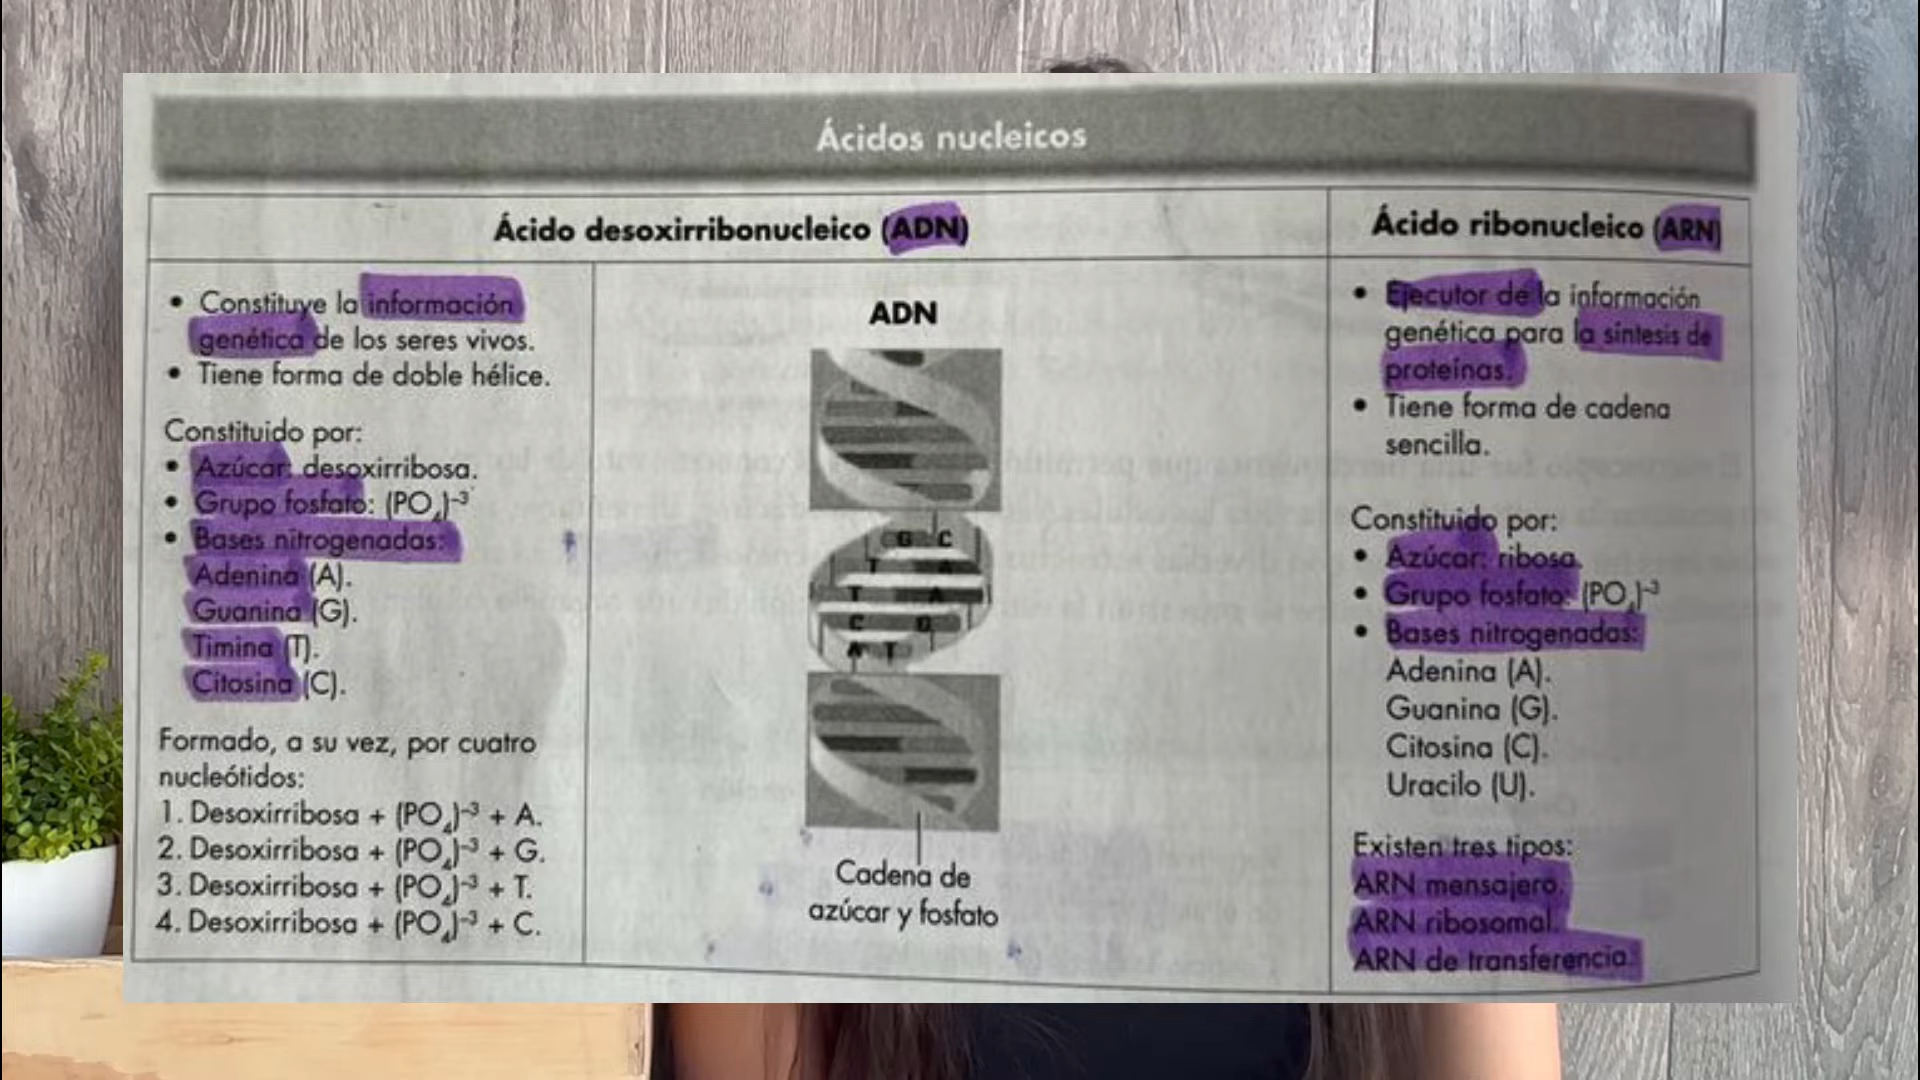 Ácidos nucleicos
Ácido desoxirribonucleico (ADN)
• Constituye la información
genética de los seres vivos.
• Tiene forma de doble hélice.
Constituido por:
• Azúcar: desoxirribosa.
• Grupo fosfato: (PO₄)⁻³
• Bases nitrogenadas:
Adenina (A).
Guanina (G).
Timina (T).
Citosina (C).
Formado, a su vez, por cuatro
nucleótidos:
1. Desoxirribosa + (PO₄)⁻³ + A.
2. Desoxirribosa + (PO₄)⁻³ + G.
3. Desoxirribosa + (PO₄)⁻³ + T.
4. Desoxirribosa + (PO₄)⁻³ + C.
ADN
G C
T A
T A
C G
A T
Cadena de
azúcar y fosfato
Ácido ribonucleico (ARN)
• Ejecutor de la información
genética para la síntesis de
proteínas.
• Tiene forma de cadena
sencilla.
Constituido por:
• Azúcar: ribosa.
• Grupo fosfato: (PO₄)⁻³
• Bases nitrogenadas:
Adenina (A).
Guanina (G).
Citosina (C).
Uracilo (U).
Existen tres tipos:
ARN mensajero.
ARN ribosomal.
ARN de transferencia.